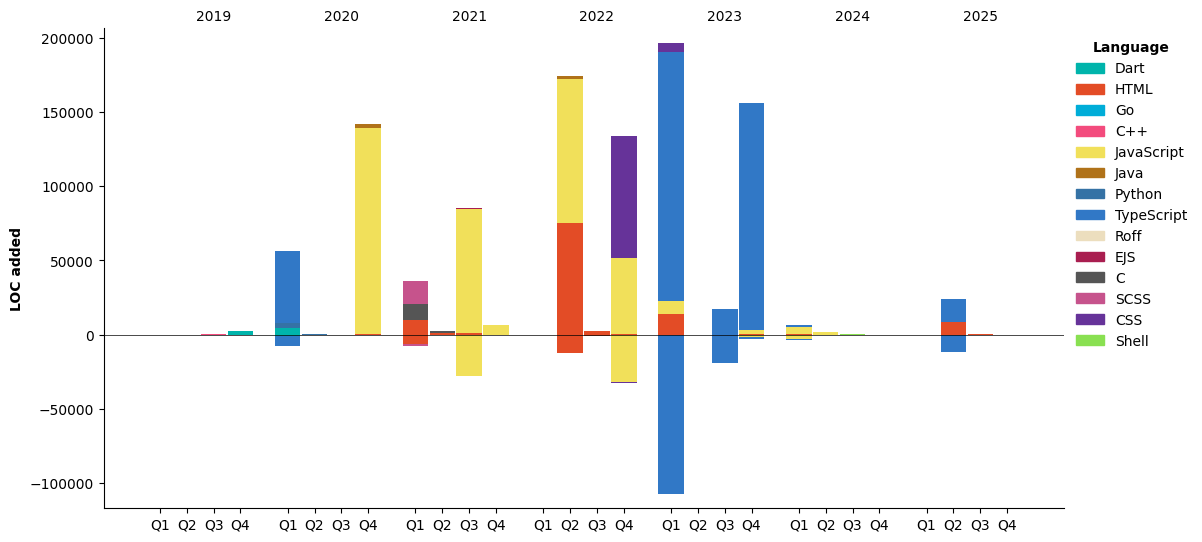 2019 2020 2021 2022 2023 2024 2025
LOC added
200000
150000
100000
50000
0
−50000
−100000
Q1 Q2 Q3 Q4 Q1 Q2 Q3 Q4 Q1 Q2 Q3 Q4 Q1 Q2 Q3 Q4 Q1 Q2 Q3 Q4 Q1 Q2 Q3 Q4 Q1 Q2 Q3 Q4
Language
Dart
HTML
Go
C++
JavaScript
Java
Python
TypeScript
Roff
EJS
C
SCSS
CSS
Shell